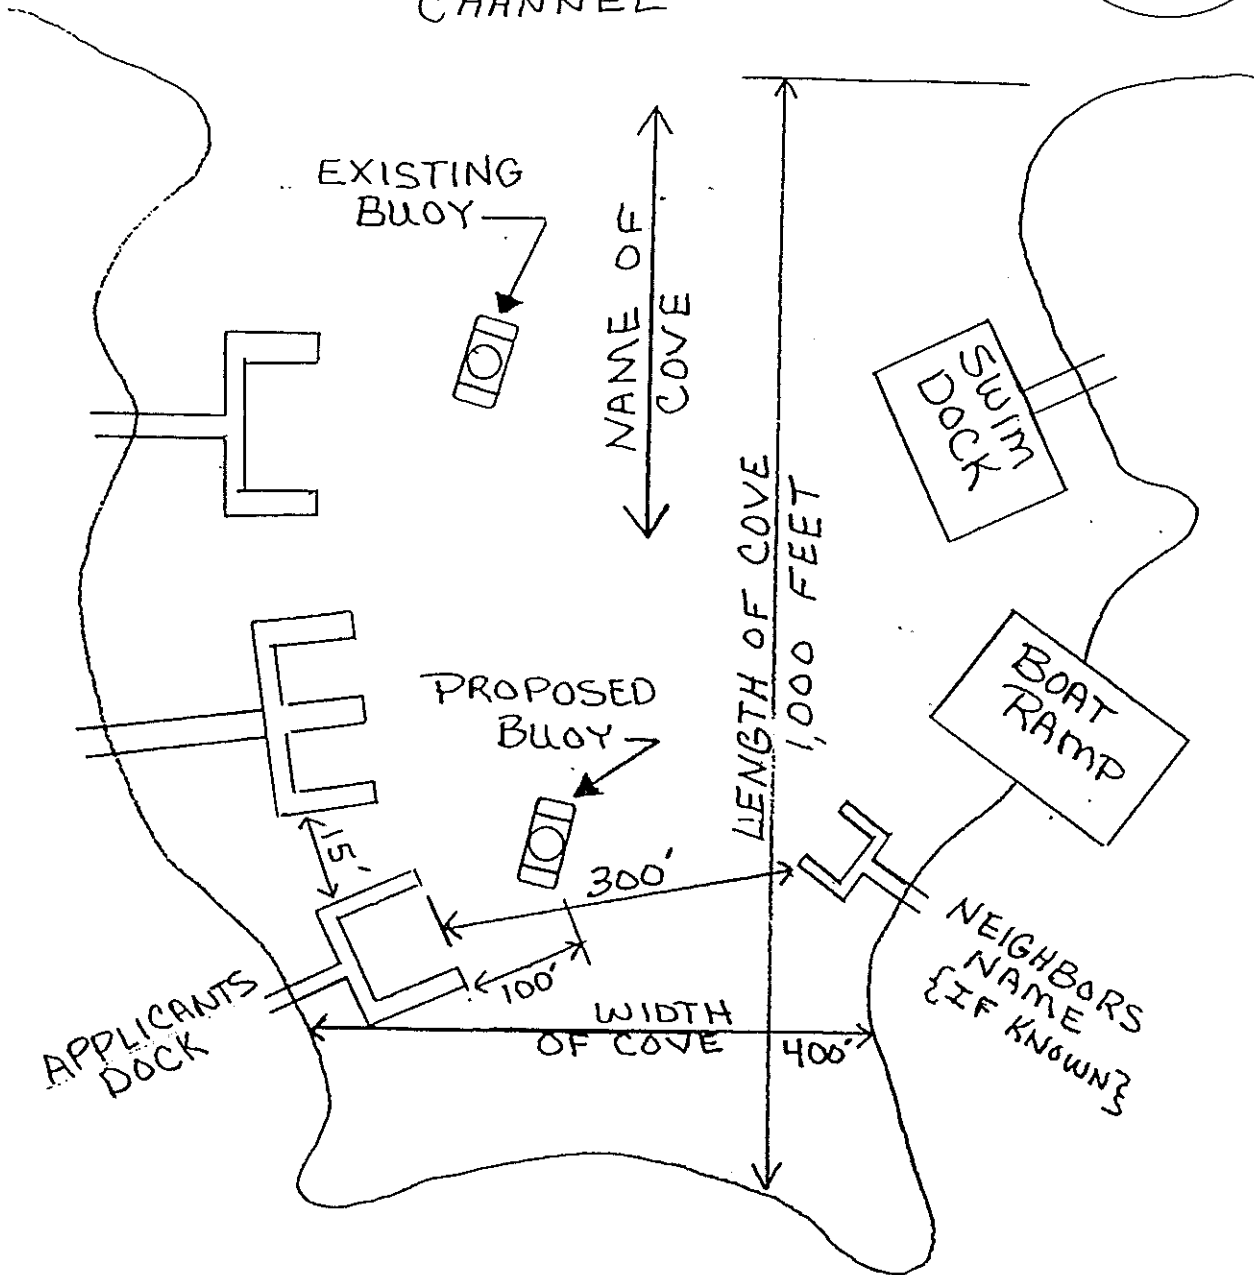 CHANNEL
EXISTING
BUOY
NAME OF
COVE
SWIM
DOCK
LENGTH OF COVE
1,000 FEET
PROPOSED
BUOY
BOAT
RAMP
15'
300'
100'
NEIGHBORS
NAME
{IF KNOWN}
APPLICANTS
DOCK
WIDTH
OF COVE
400'